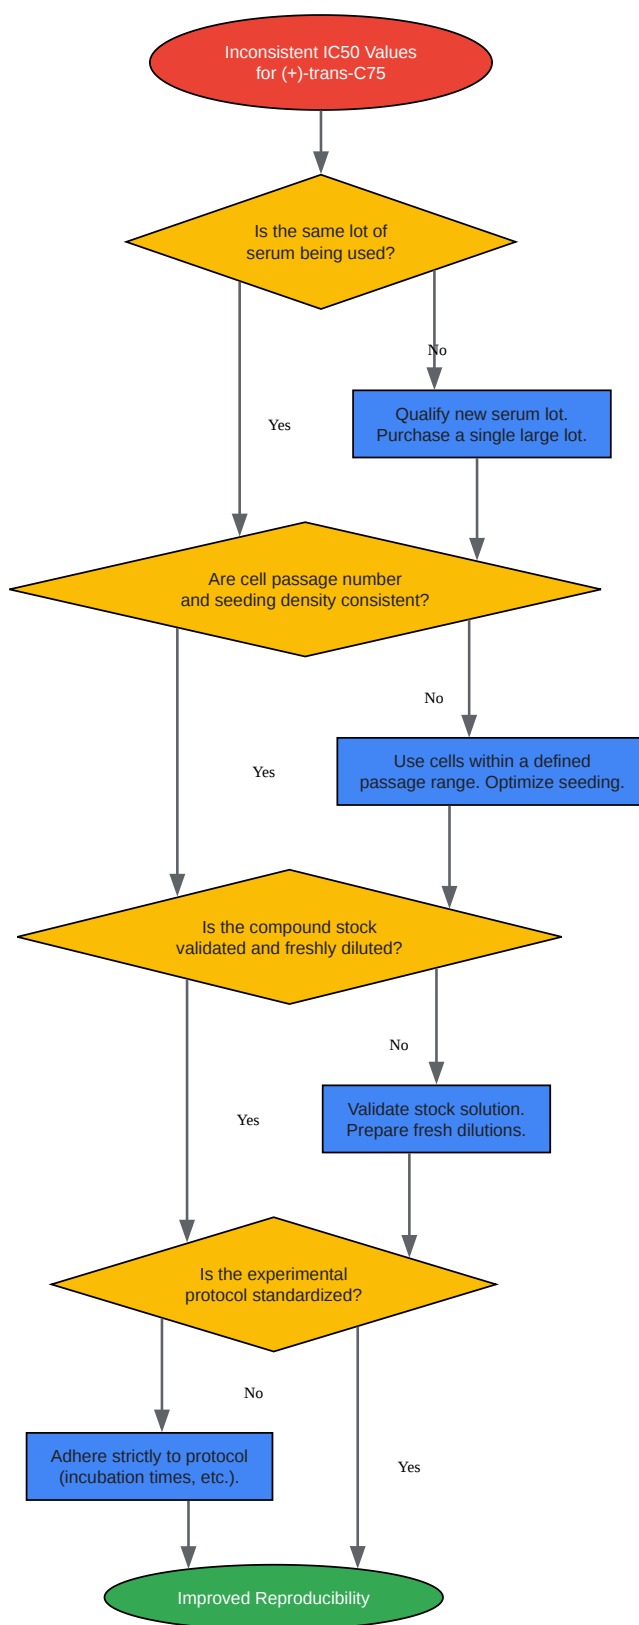 Inconsistent IC50 Values
for (+)-trans-C75
Is the same lot of
serum being used?
No
Qualify new serum lot.
Purchase a single large lot.
Yes
Are cell passage number
and seeding density consistent?
No
Use cells within a defined
passage range. Optimize seeding.
Yes
Is the compound stock
validated and freshly diluted?
No
Validate stock solution.
Prepare fresh dilutions.
Yes
Is the experimental
protocol standardized?
No
Adhere strictly to protocol
(incubation times, etc.).
Yes
Improved Reproducibility